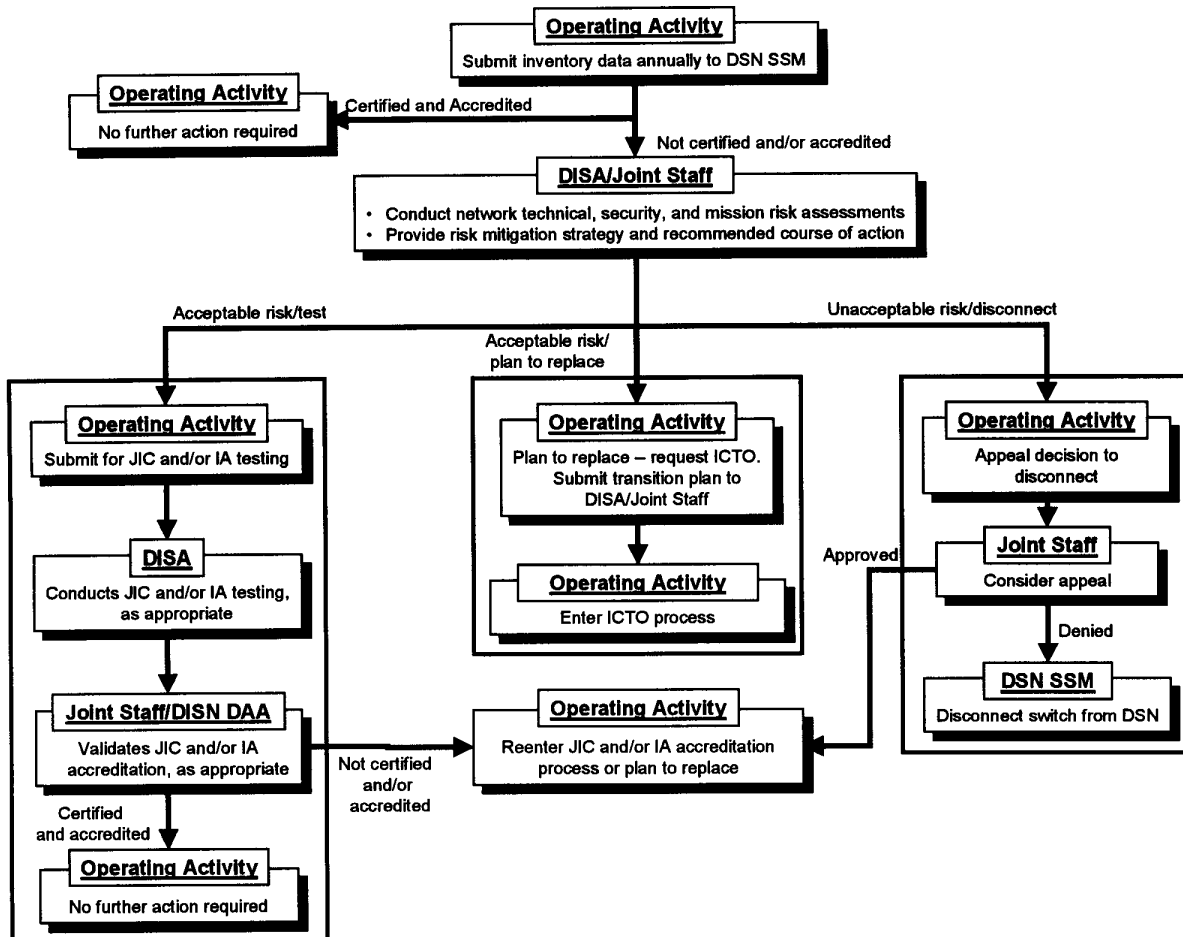 Operating Activity
Submit inventory data annually to DSN SSM
Operating Activity
No further action required
Certified and Accredited
Not certified and/or accredited
DISA/Joint Staff
• Conduct network technical, security, and mission risk assessments
• Provide risk mitigation strategy and recommended course of action
Acceptable risk/test
Acceptable risk/
plan to replace
Unacceptable risk/disconnect
Operating Activity
Submit for JIC and/or IA testing
DISA
Conducts JIC and/or IA testing,
as appropriate
Joint Staff/DISN DAA
Validates JIC and/or IA
accreditation, as appropriate
Certified
and accredited
Operating Activity
No further action required
Not certified
and/or
accredited
Operating Activity
Plan to replace – request ICTO.
Submit transition plan to
DISA/Joint Staff
Operating Activity
Enter ICTO process
Operating Activity
Reenter JIC and/or IA accreditation
process or plan to replace
Operating Activity
Appeal decision to
disconnect
Joint Staff
Consider appeal
Approved
Denied
DSN SSM
Disconnect switch from DSN